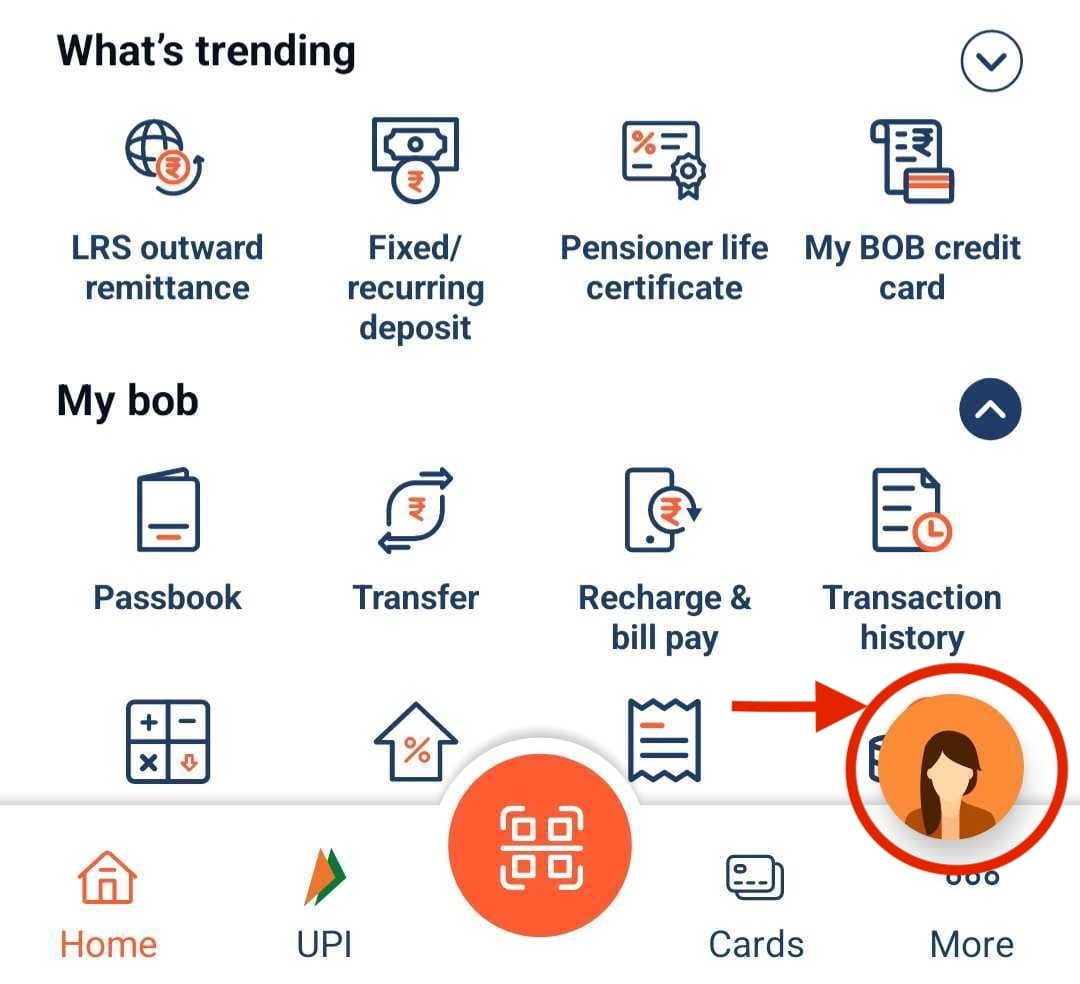 What’s trending
LRS outward
remittance
Fixed/
recurring
deposit
Pensioner life
certificate
My BOB credit
card
My bob
Passbook
Transfer
Recharge &
bill pay
Transaction
history
Home
UPI
Cards
More